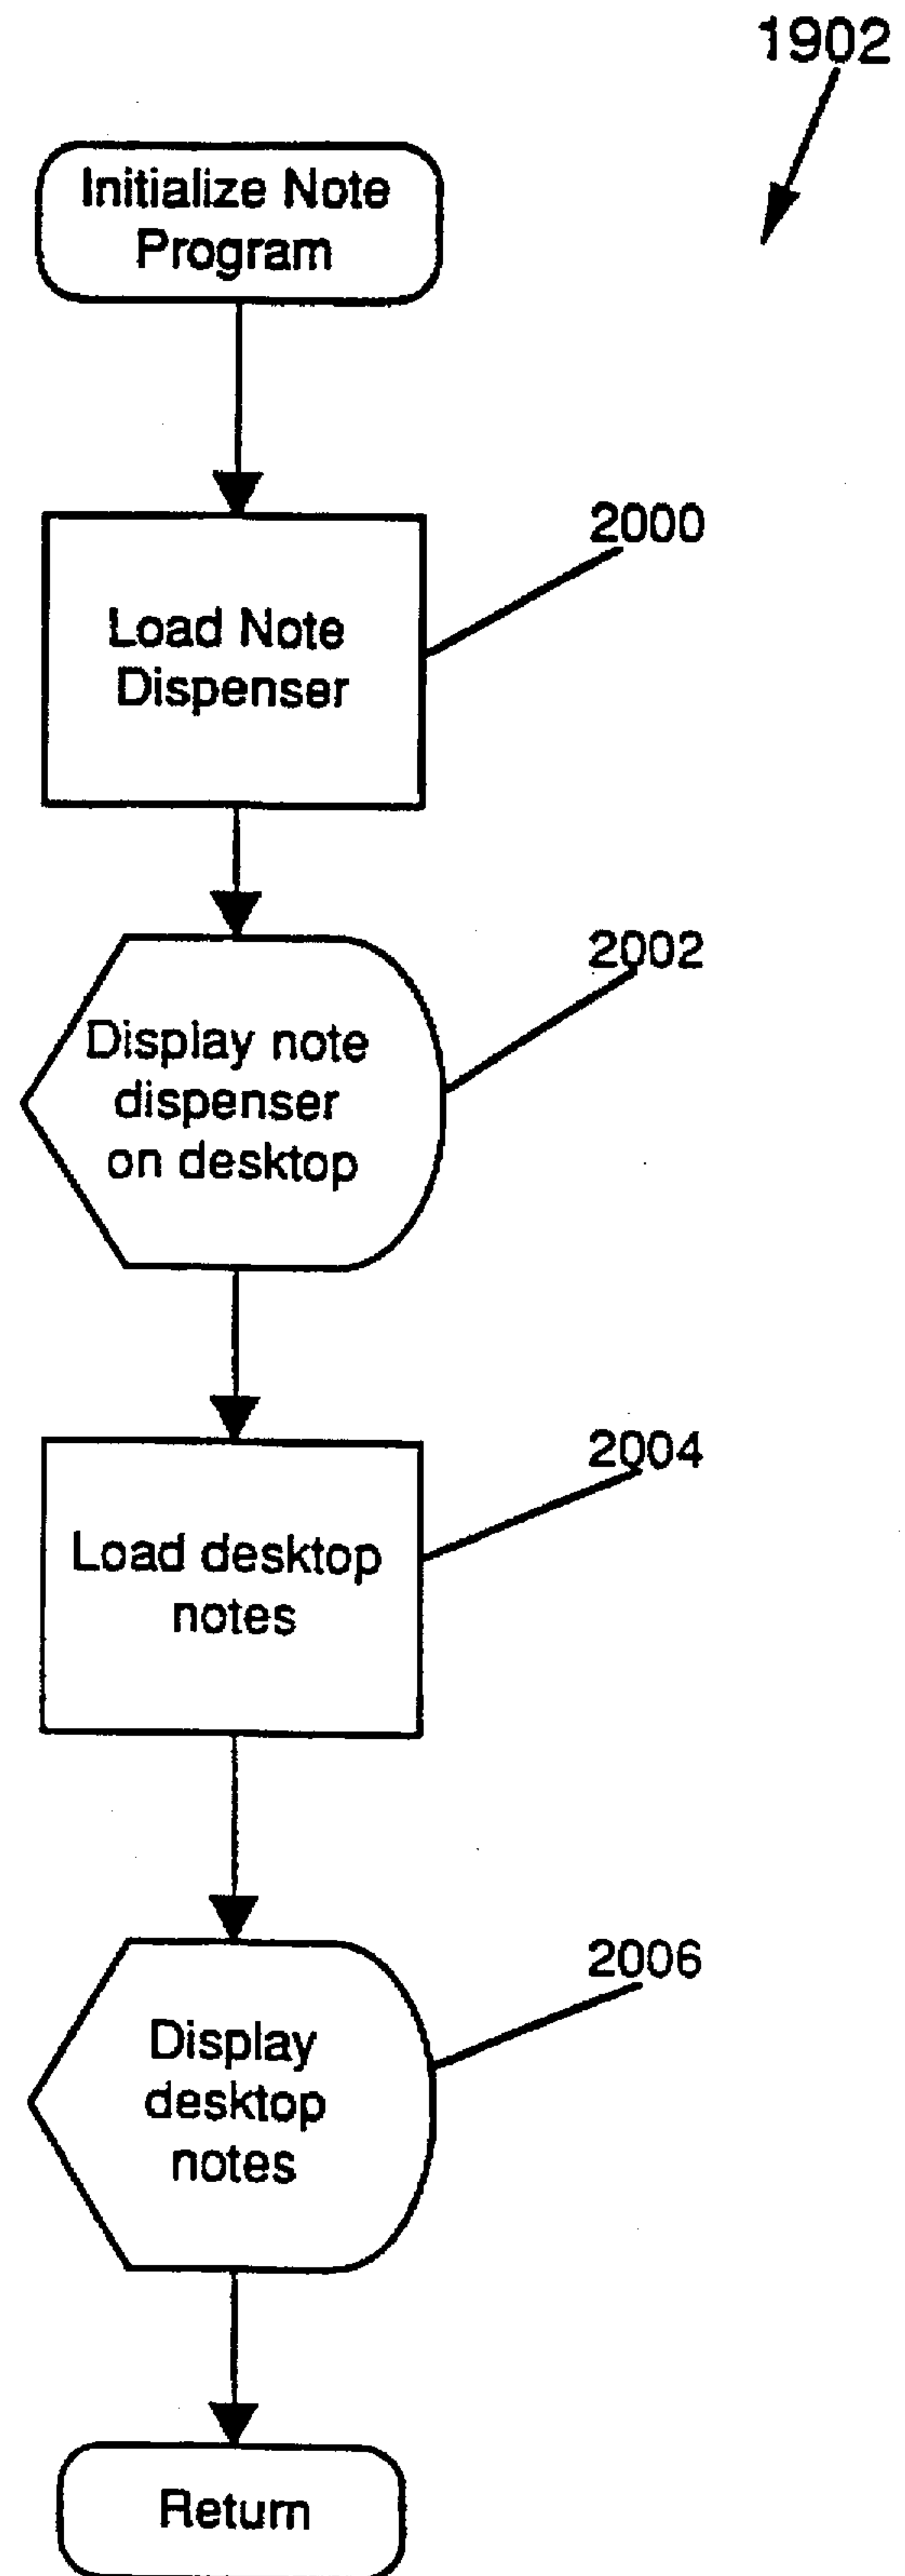 1902
Initialize Note
Program
2000
Load Note
Dispenser
2002
Display note
dispenser
on desktop
2004
Load desktop
notes
2006
Display
desktop
notes
Return